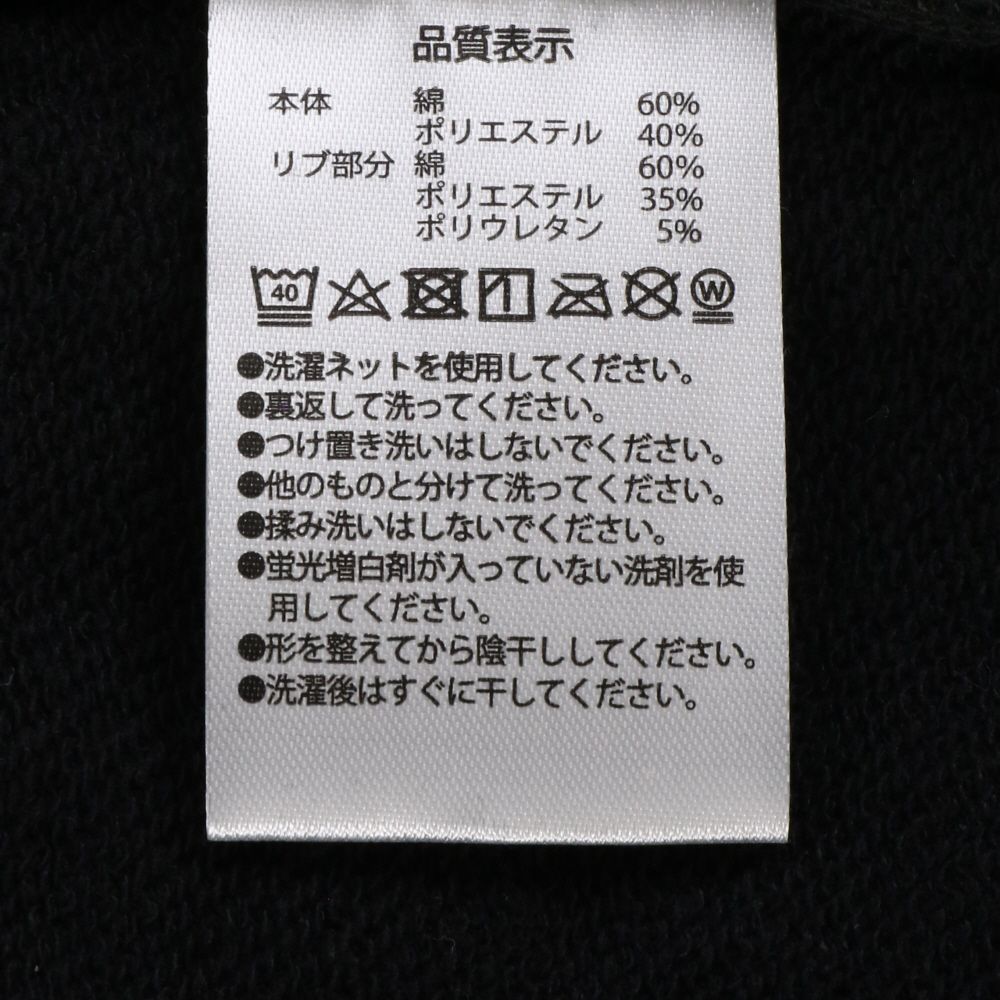 品質表示
本体 綿 60%
ポリエステル 40%
リブ部分 綿 60%
ポリエステル 35%
ポリウレタン 5%
40 W
●洗濯ネットを使用してください。
●裏返して洗ってください。
●つけ置き洗いはしないでください。
●他のものと分けて洗ってください。
●揉み洗いはしないでください。
●蛍光増白剤が入っていない洗剤を使
用してください。
●形を整えてから陰干ししてください。
●洗濯後はすぐに干してください。